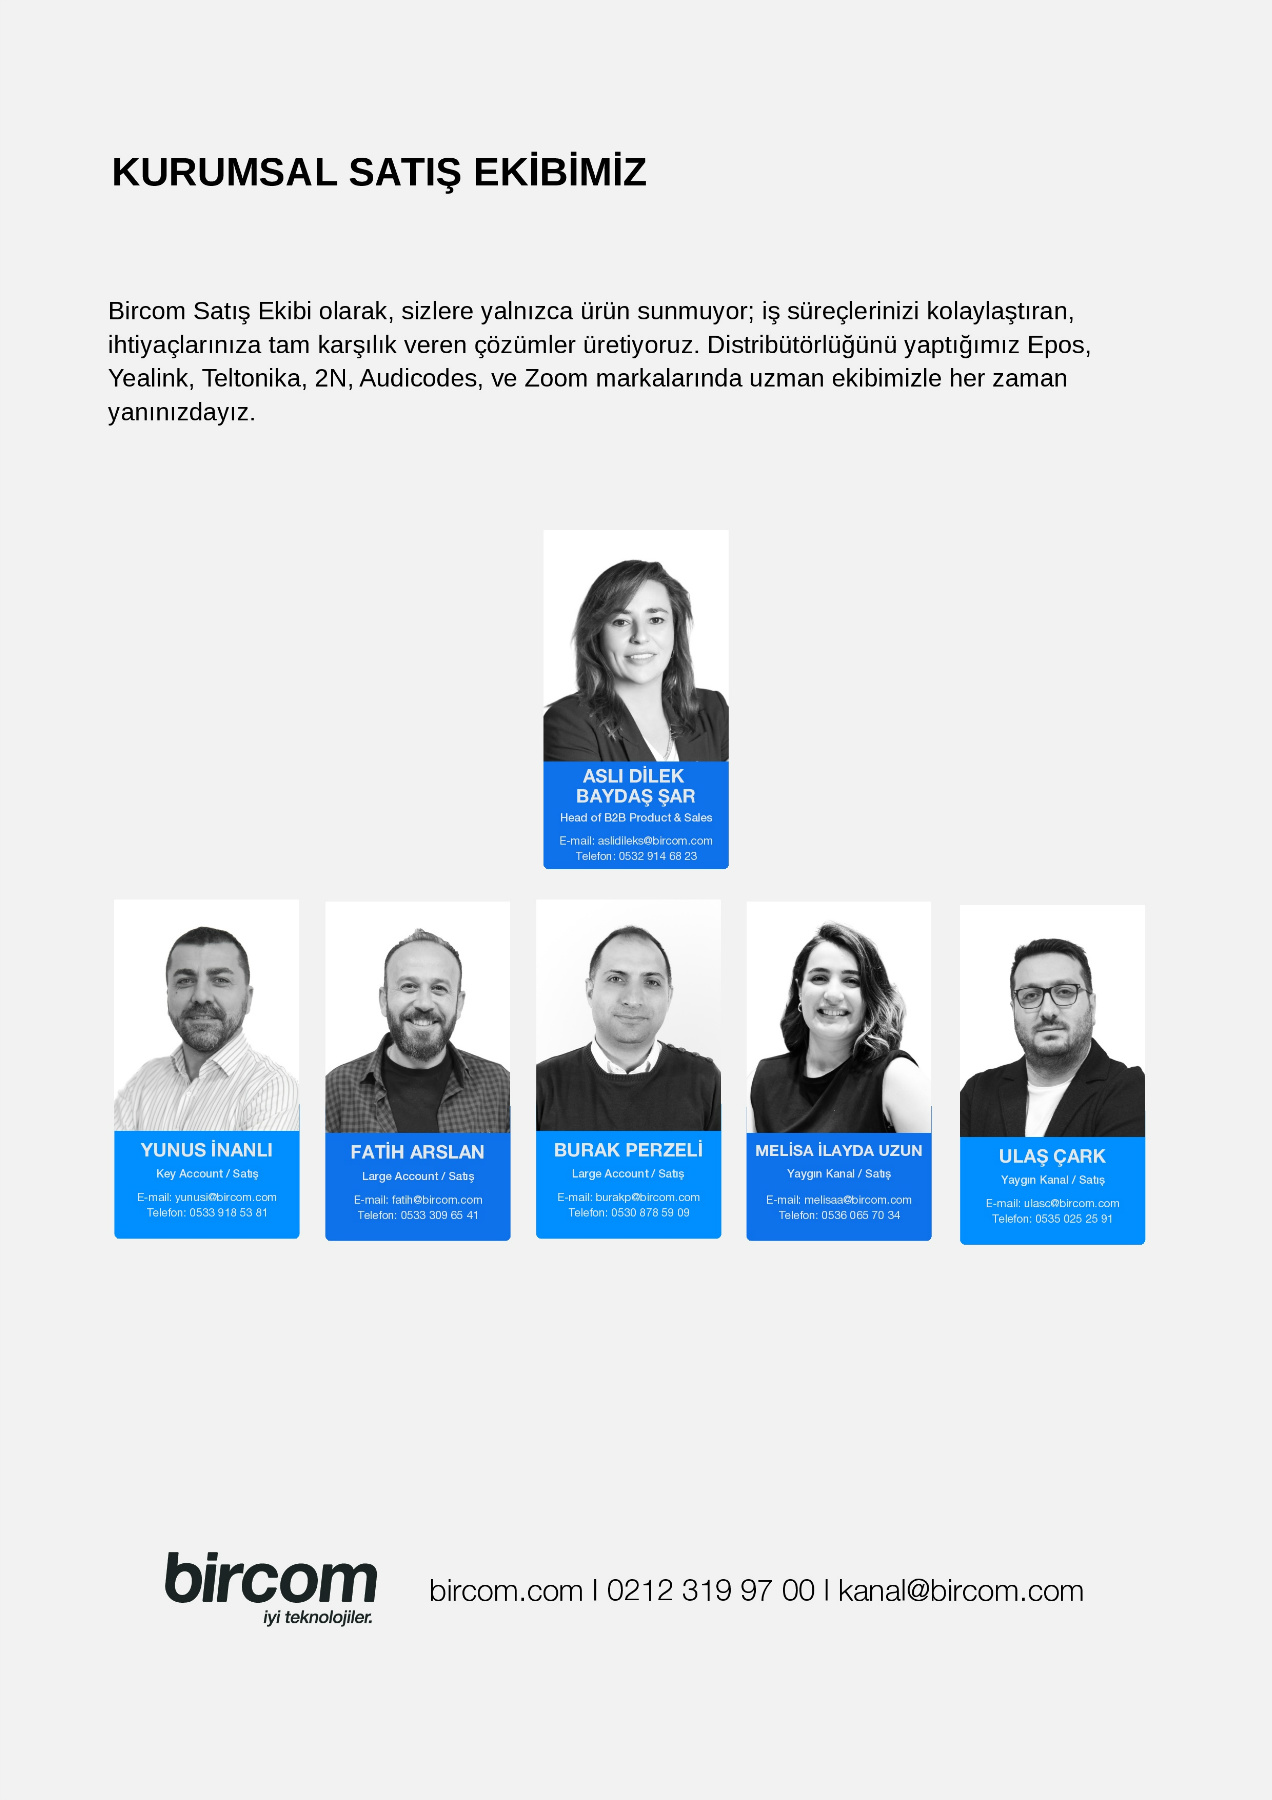 KURUMSAL SATIŞ EKİBİMİZ
Bircom Satış Ekibi olarak, sizlere yalnızca ürün sunmuyor; iş süreçlerinizi kolaylaştıran,
ihtiyaçlarınıza tam karşılık veren çözümler üretiyoruz. Distribütörlüğünü yaptığımız Epos,
Yealink, Teltonika, 2N, Audicodes, ve Zoom markalarında uzman ekibimizle her zaman
yanınızdayız.
ASLI DİLEK
BAYDAŞ ŞAR
Head of B2B Product & Sales
E-mail: aslidileks@bircom.com
Telefon: 0532 914 68 23
YUNUS İNANLI
Key Account / Satış
E-mail: yunusi@bircom.com
Telefon: 0533 918 53 81
FATİH ARSLAN
Large Account / Satış
E-mail: fatih@bircom.com
Telefon: 0533 309 65 41
BURAK PERZELİ
Large Account / Satış
E-mail: burakp@bircom.com
Telefon: 0530 878 59 09
MELİSA İLAYDA UZUN
Yaygın Kanal / Satış
E-mail: melisaa@bircom.com
Telefon: 0536 065 70 34
ULAŞ ÇARK
Yaygın Kanal / Satış
E-mail: ulasc@bircom.com
Telefon: 0535 025 25 91
bircom
iyi teknolojiler.
bircom.com | 0212 319 97 00 | kanal@bircom.com